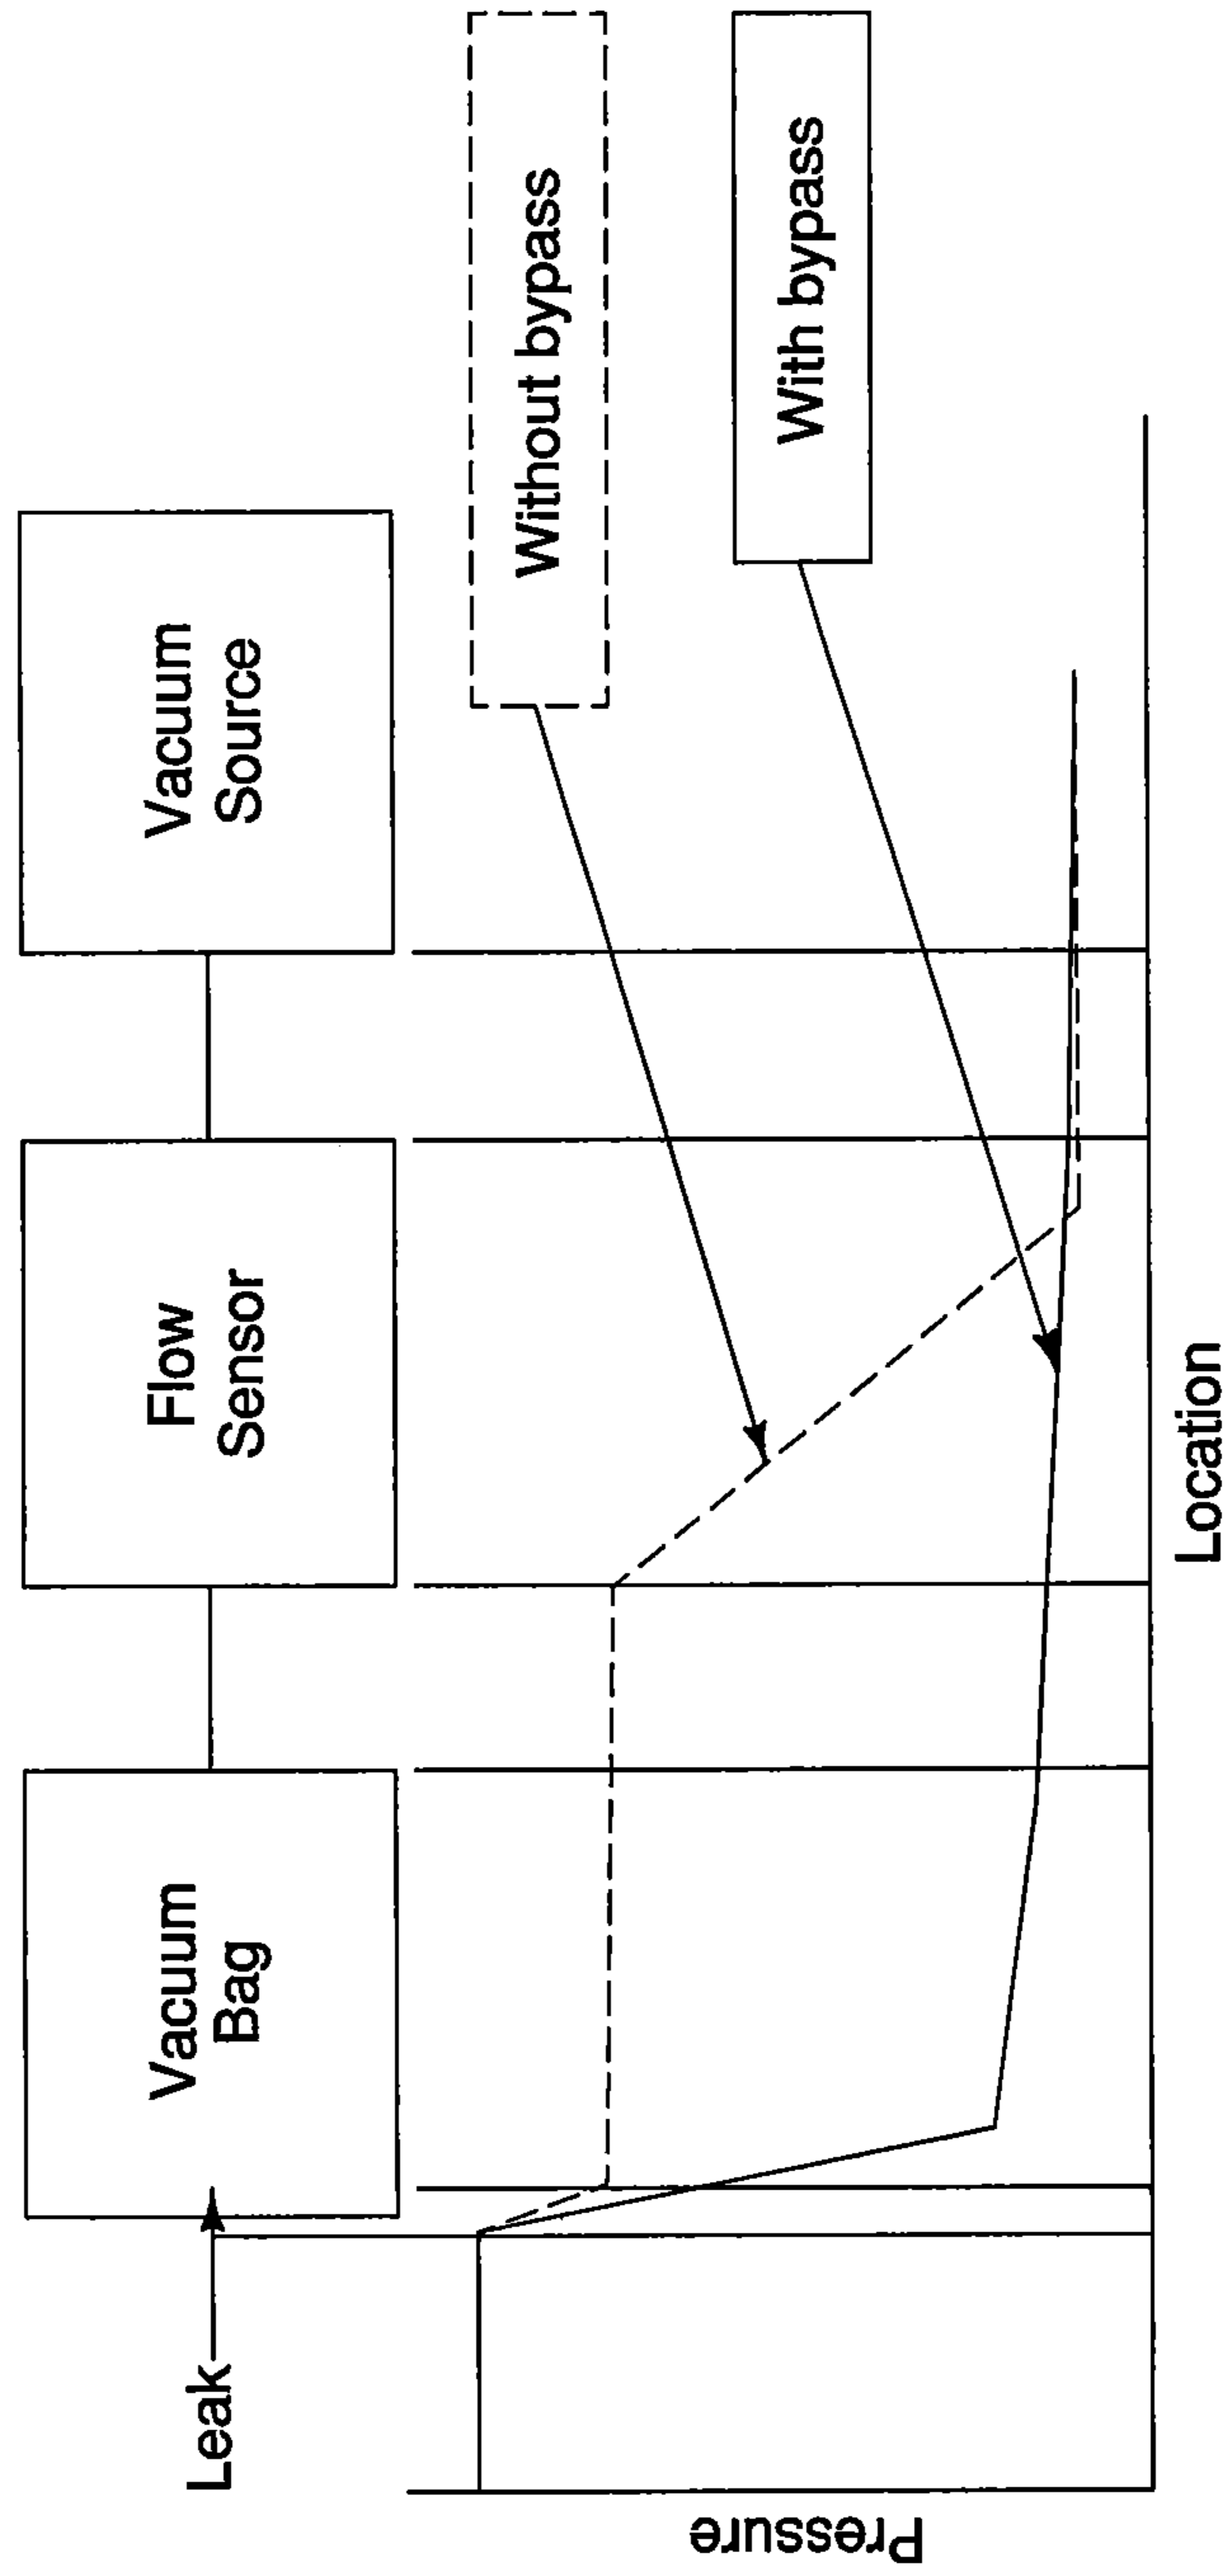 Leak
Vacuum
Bag
Flow
Sensor
Vacuum
Source
Without bypass
With bypass
Pressure
Location